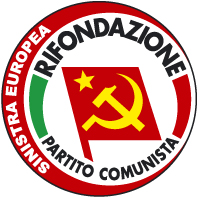 SINISTRA EUROPEA
RIFONDAZIONE
PARTITO COMUNISTA